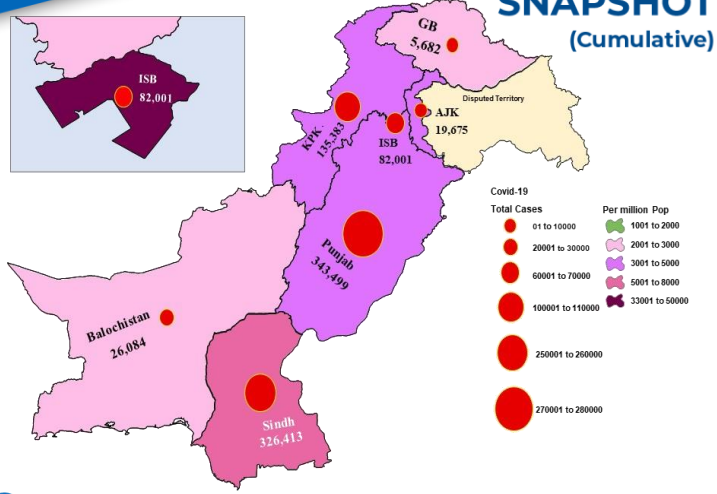 SNAPSHOT
(Cumulative)
ISB
82,001
GB
5,682
Disputed Territory
AJK
19,675
KPK
135,383
ISB
82,001
Punjab
343,499
Balochistan
26,084
Sindh
326,413
Covid-19
Total Cases
01 to 10000
20001 to 30000
60001 to 70000
100001 to 110000
250001 to 260000
270001 to 280000
Per million Pop
1001 to 2000
2001 to 3000
3001 to 5000
5001 to 8000
33001 to 50000